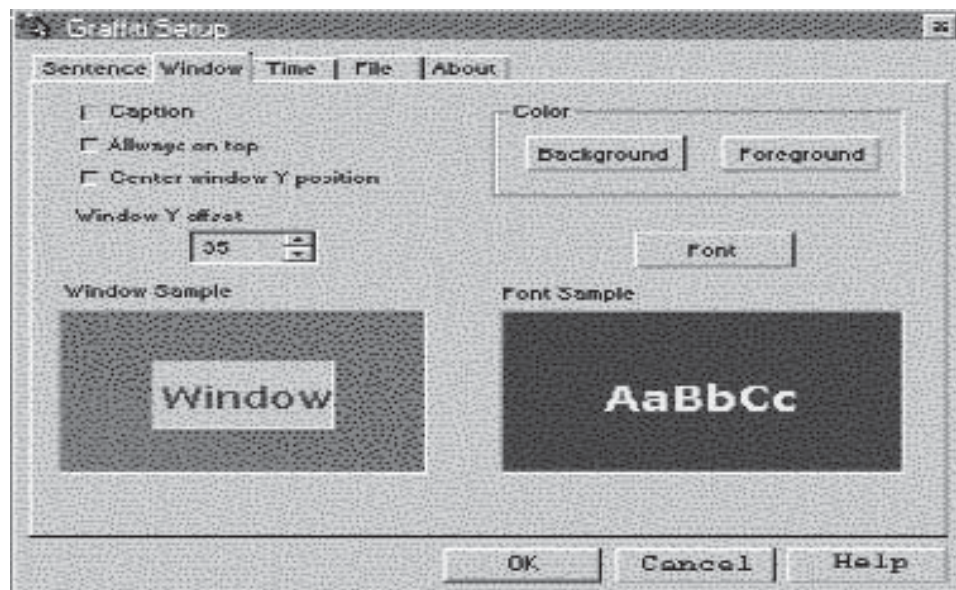 Graffiti Setup
Sentence Window Time File About
Caption
Allways on top
Center window Y position
Window Y offset
35
Color
Background Foreground
Font
Window Sample
Window
Font Sample
AaBbCc
OK Cancel Help